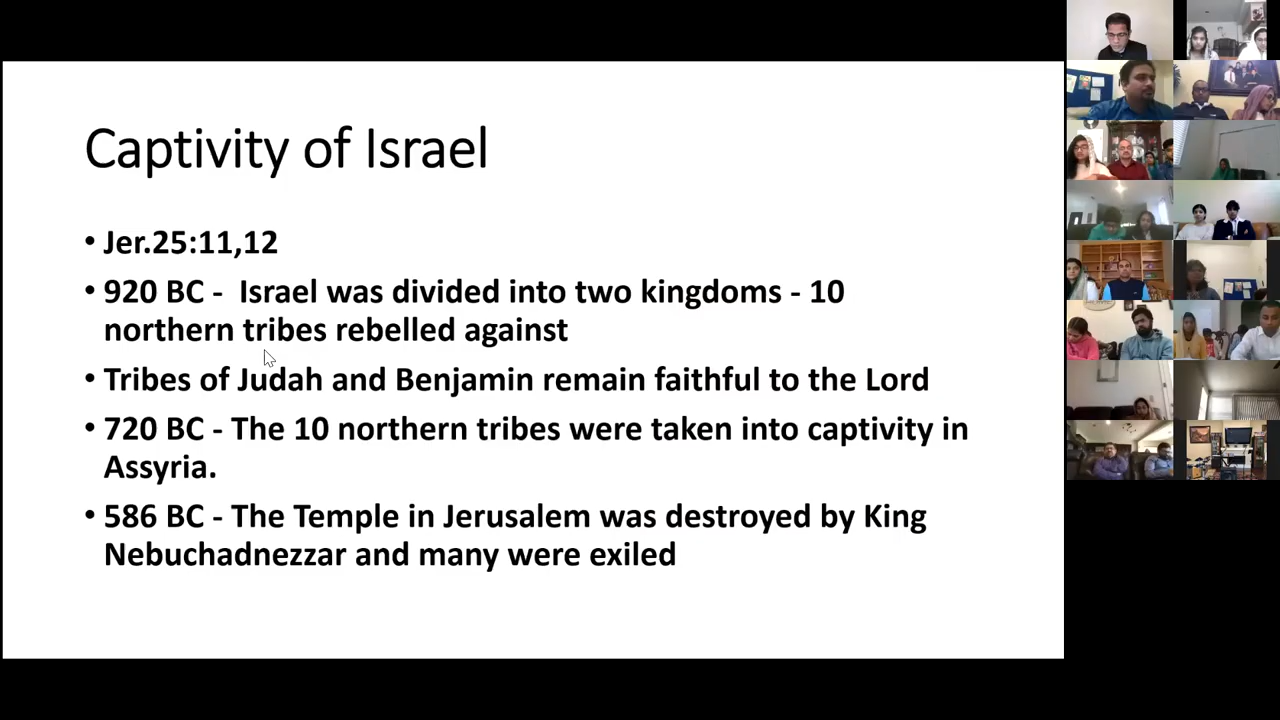 Captivity of Israel
• Jer.25:11,12
• 920 BC - Israel was divided into two kingdoms - 10
northern tribes rebelled against
• Tribes of Judah and Benjamin remain faithful to the Lord
• 720 BC - The 10 northern tribes were taken into captivity in
Assyria.
• 586 BC - The Temple in Jerusalem was destroyed by King
Nebuchadnezzar and many were exiled